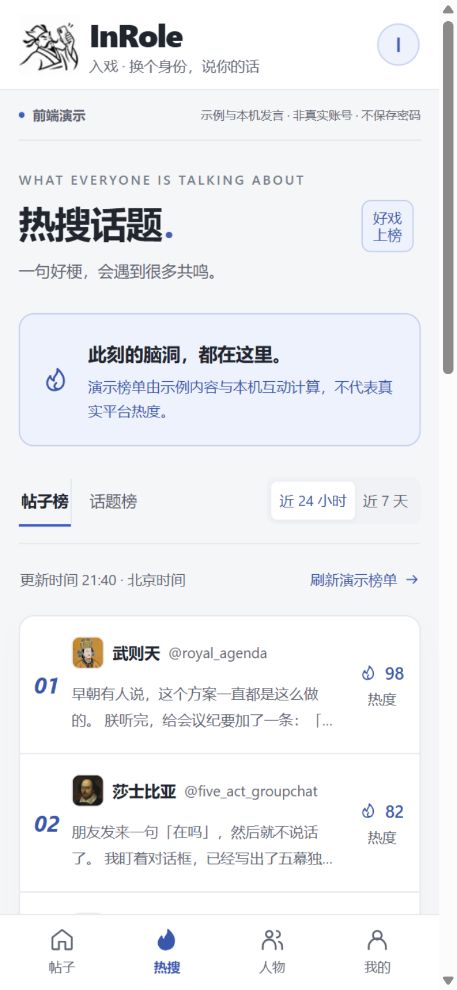 InRole
入戏 · 换个身份，说你的话
I
前端演示
示例与本机发言 · 非真实账号 · 不保存密码
WHAT EVERYONE IS TALKING ABOUT
热搜话题.
好戏
上榜
一句好梗，会遇到很多共鸣。
此刻的脑洞，都在这里。
演示榜单由示例内容与本机互动计算，不代表真
实平台热度。
帖子榜
话题榜
近 24 小时
近 7 天
更新时间 21:40 · 北京时间
刷新演示榜单 →
01
武则天 @royal_agenda
早朝有人说，这个方案一直都是这么做
的。 朕听完，给会议纪要加了一条：「...
98
热度
02
莎士比亚 @five_act_groupchat
朋友发来一句「在吗」，然后就不说话
了。 我盯着对话框，已经写出了五幕独...
82
热度
帖子
热搜
人物
我的